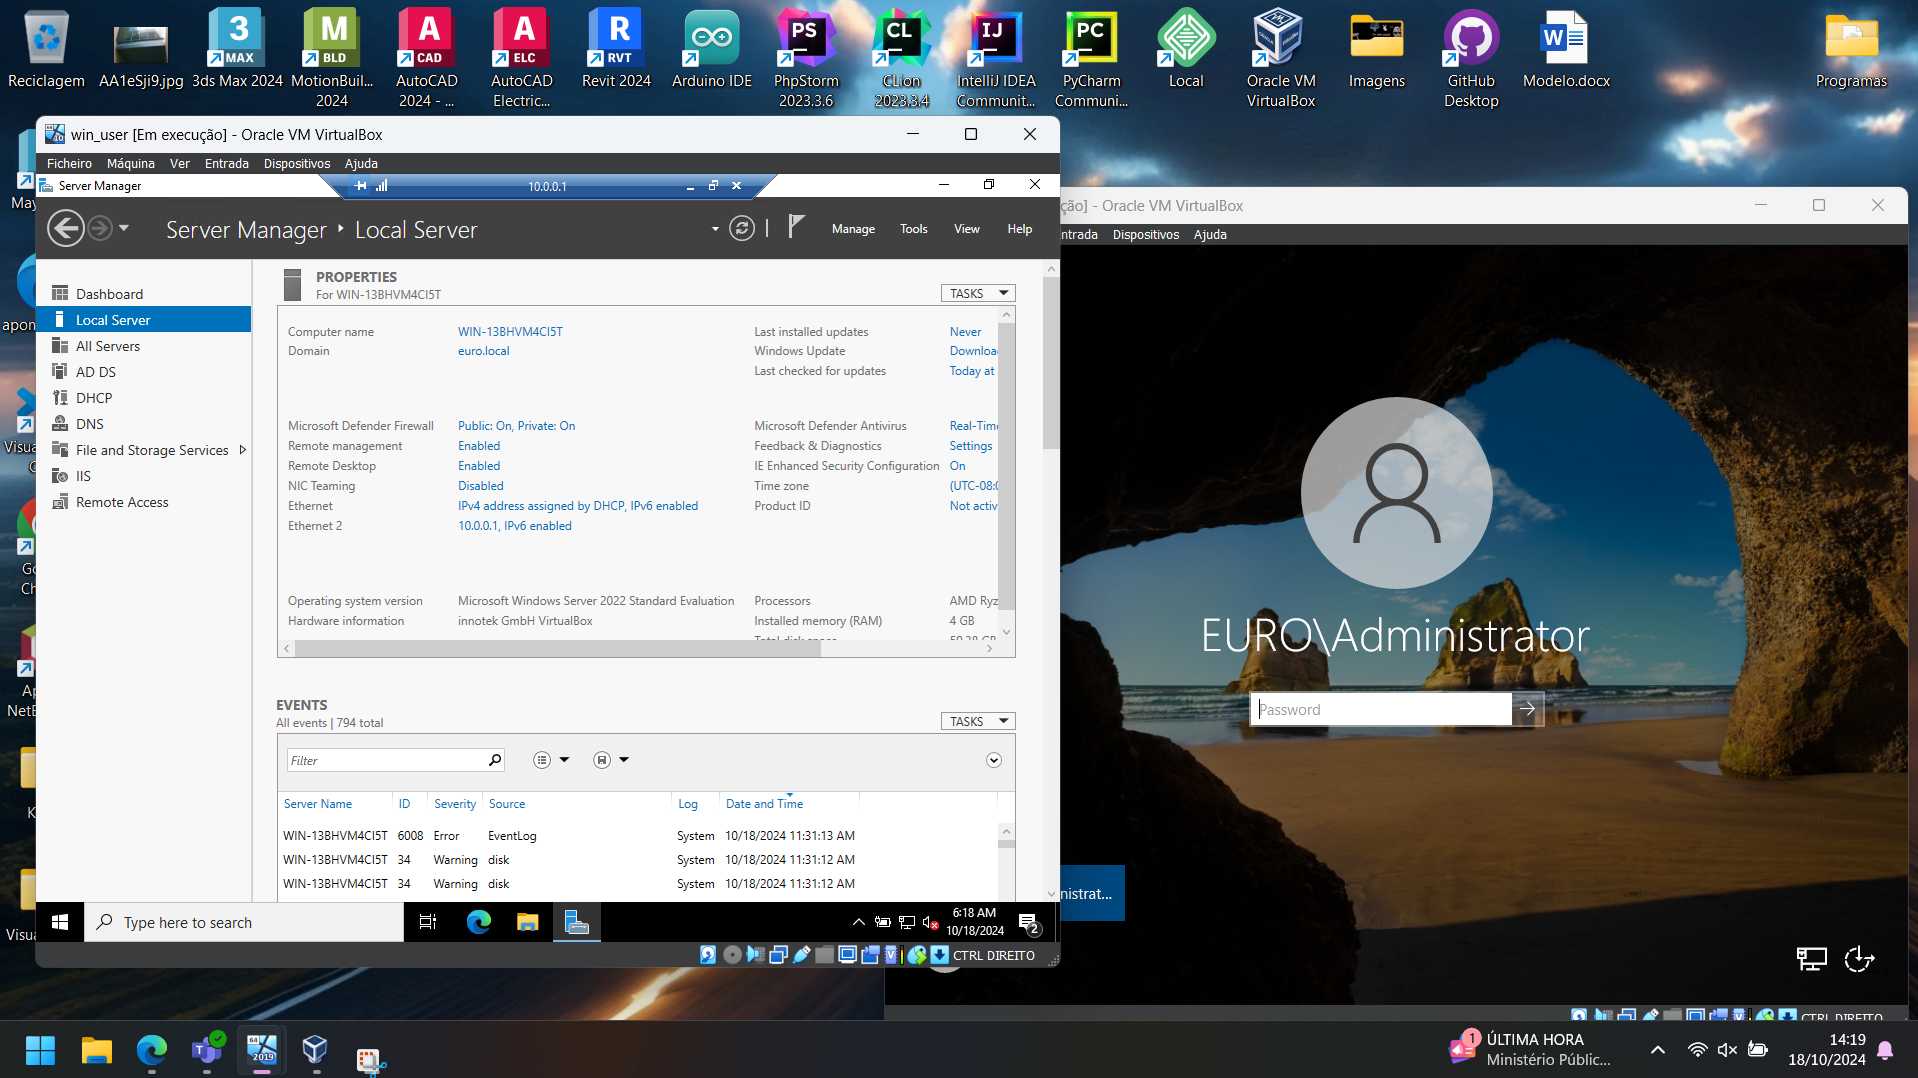 Reciclagem
AA1eSji9.jpg
3ds Max 2024
MotionBuil... 2024
AutoCAD 2024 - ...
AutoCAD Electric...
Revit 2024
Arduino IDE
PhpStorm 2023.3.6
CLion 2023.3.4
IntelliJ IDEA Communit...
PyCharm Communi...
Local
Oracle VM VirtualBox
Imagens
GitHub Desktop
Modelo.docx
Programas
win_user [Em execução] - Oracle VM VirtualBox
Ficheiro Máquina Ver Entrada Dispositivos Ajuda
Server Manager
10.0.0.1
Server Manager ‣ Local Server
Manage Tools View Help
Dashboard
Local Server
All Servers
AD DS
DHCP
DNS
File and Storage Services
IIS
Remote Access
PROPERTIES
For WIN-13BHVM4CI5T
TASKS
Computer name WIN-13BHVM4CI5T
Domain euro.local
Last installed updates Never
Windows Update Downloa
Last checked for updates Today at
Microsoft Defender Firewall Public: On, Private: On
Remote management Enabled
Remote Desktop Enabled
NIC Teaming Disabled
Ethernet IPv4 address assigned by DHCP, IPv6 enabled
Ethernet 2 10.0.0.1, IPv6 enabled
Microsoft Defender Antivirus Real-Time
Feedback & Diagnostics Settings
IE Enhanced Security Configuration On
Time zone (UTC-08:0
Product ID Not activ
Operating system version Microsoft Windows Server 2022 Standard Evaluation
Hardware information innotek GmbH VirtualBox
Processors AMD Ryz
Installed memory (RAM) 4 GB
EVENTS
All events | 794 total
TASKS
Filter
Server Name ID Severity Source Log Date and Time
WIN-13BHVM4CI5T 6008 Error EventLog System 10/18/2024 11:31:13 AM
WIN-13BHVM4CI5T 34 Warning disk System 10/18/2024 11:31:12 AM
WIN-13BHVM4CI5T 34 Warning disk System 10/18/2024 11:31:12 AM
Type here to search
6:18 AM
10/18/2024
2
CTRL DIREITO
ção] - Oracle VM VirtualBox
ntrada Dispositivos Ajuda
EURO\Administrator
Password
nistrat...
CTRL DIREITO
May
apon
Visua
Go
Ch
Ap
NetB
K
Visua
1
ÚLTIMA HORA
Ministério Públic...
14:19
18/10/2024